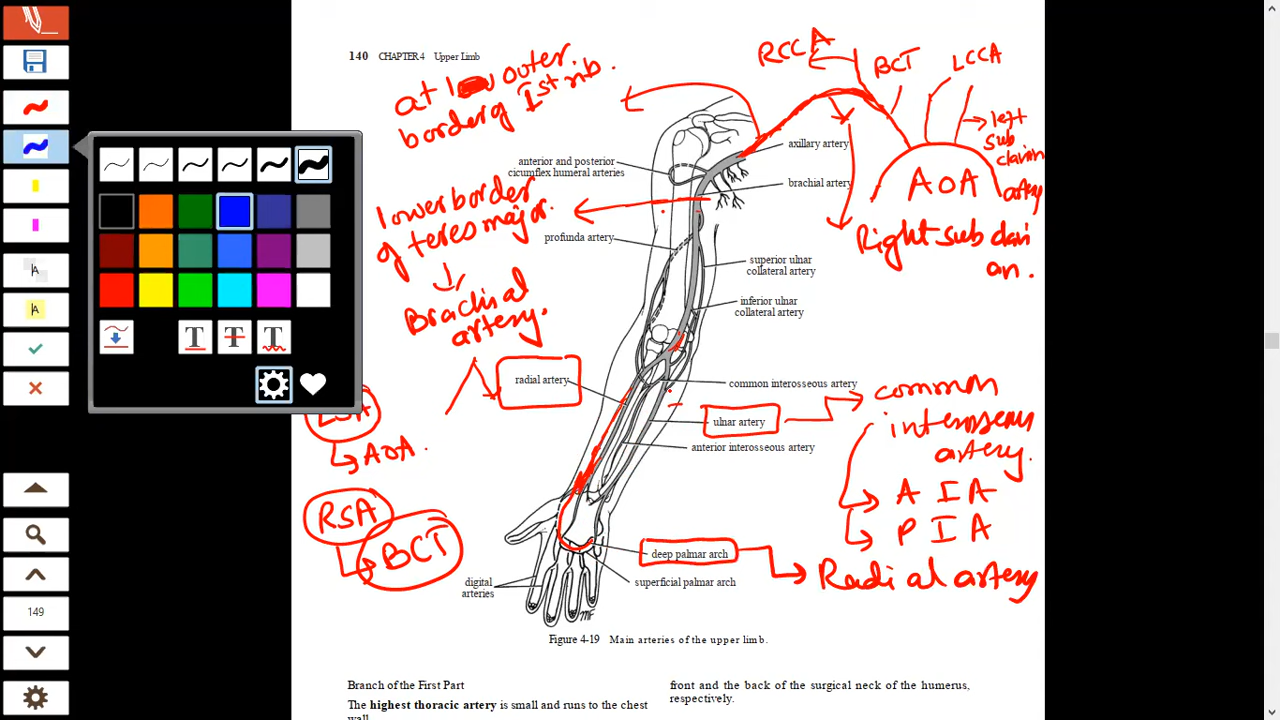 140 CHAPTER 4 Upper Limb
at outer
border of 1st rib.
RCCA
BCT
LCCA
left
sub
clavian
artery
AOA
Right subclavi
an.
anterior and posterior
cicumflex humeral arteries
axillary artery
brachial artery
lower border
of teres major.
profunda artery
Brachial
artery.
superior ulnar
collateral artery
inferior ulnar
collateral artery
radial artery
common interosseous artery
ulnar artery
common
interosseous
artery.
anterior interosseous artery
AOA.
A I A
RSA
BCT
P I A
deep palmar arch
Radial artery
superficial palmar arch
digital
arteries
MF
Figure 4-19 Main arteries of the upper limb.
Branch of the First Part
The highest thoracic artery is small and runs to the chest
wall
front and the back of the surgical neck of the humerus,
respectively.
A
A
T
T
T
149